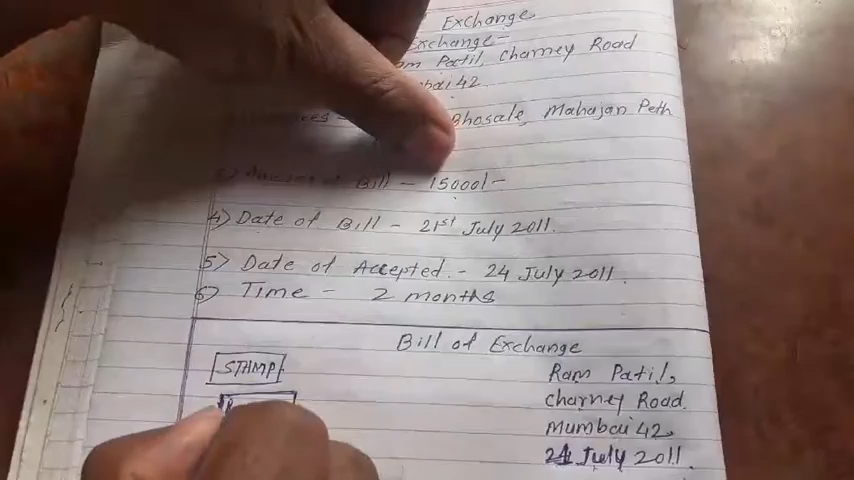 Exchange
Exchange-
Patil, Charney Road
42
Bhosale, Mahajan Peth
Bill - 15000/-
4) Date of Bill - 21st July 2011.
5) Date of Accepted. - 24 July 2011.
6) Time - 2 months
Bill of Exchange
STAMP
Ram Patil,
Charney Road.
Mumbai 42.
21 July 2011.